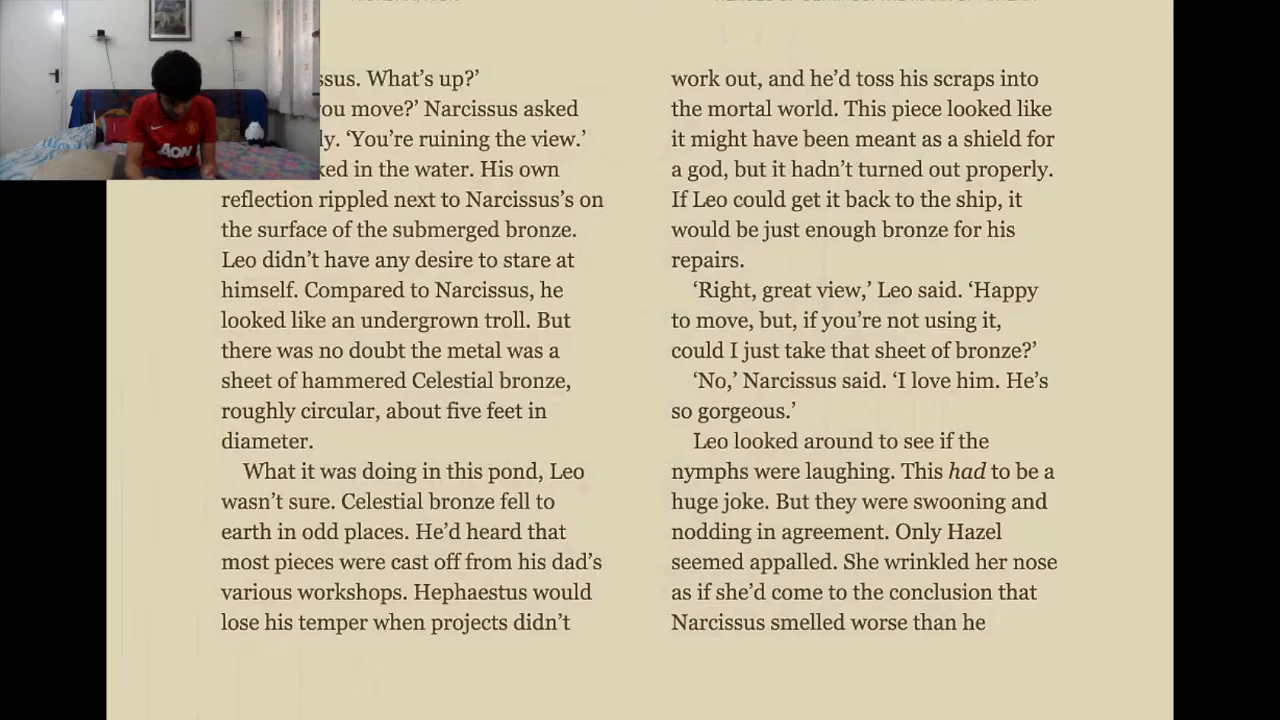 ssus. What’s up?’
you move?’ Narcissus asked
ly. ‘You’re ruining the view.’
ked in the water. His own
reflection rippled next to Narcissus’s on
the surface of the submerged bronze.
Leo didn’t have any desire to stare at
himself. Compared to Narcissus, he
looked like an undergrown troll. But
there was no doubt the metal was a
sheet of hammered Celestial bronze,
roughly circular, about five feet in
diameter.
What it was doing in this pond, Leo
wasn’t sure. Celestial bronze fell to
earth in odd places. He’d heard that
most pieces were cast off from his dad’s
various workshops. Hephaestus would
lose his temper when projects didn’t
work out, and he’d toss his scraps into
the mortal world. This piece looked like
it might have been meant as a shield for
a god, but it hadn’t turned out properly.
If Leo could get it back to the ship, it
would be just enough bronze for his
repairs.
‘Right, great view,’ Leo said. ‘Happy
to move, but, if you’re not using it,
could I just take that sheet of bronze?’
‘No,’ Narcissus said. ‘I love him. He’s
so gorgeous.’
Leo looked around to see if the
nymphs were laughing. This had to be a
huge joke. But they were swooning and
nodding in agreement. Only Hazel
seemed appalled. She wrinkled her nose
as if she’d come to the conclusion that
Narcissus smelled worse than he
AON